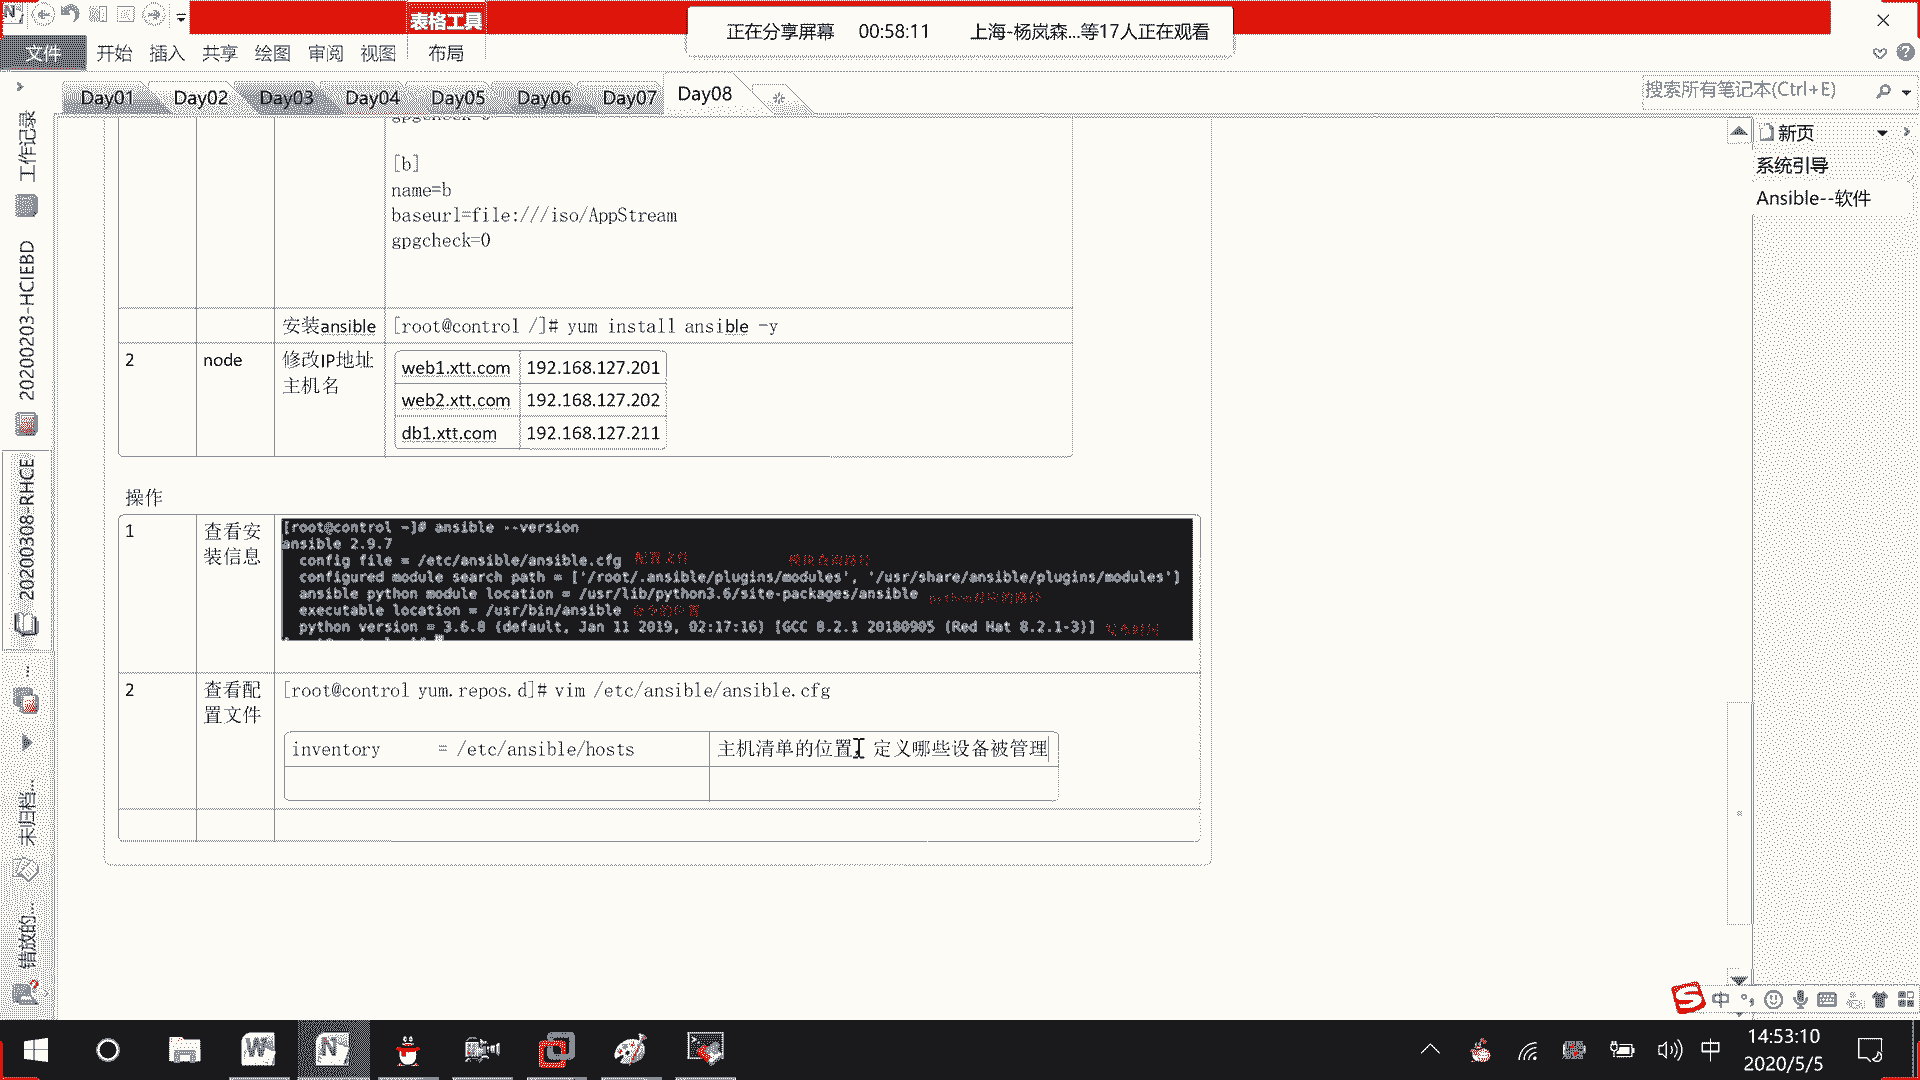 表格工具
正在分享屏幕 00:58:11 上海-杨岚森...等17人正在观看
文件 开始 插入 共享 绘图 审阅 视图 布局
Day01 Day02 Day03 Day04 Day05 Day06 Day07 Day08
搜索所有笔记本(Ctrl+E)
工作记录
20200203-HCIEBD
20200308-RHCE
...
未归档...
错放的...
新页
系统引导
Ansible--软件
[b]
name=b
baseurl=file:///iso/AppStream
gpgcheck=0
安装ansible [root@control /]# yum install ansible -y
2 node 修改IP地址
主机名
web1.xtt.com 192.168.127.201
web2.xtt.com 192.168.127.202
db1.xtt.com 192.168.127.211
操作
1 查看安装信息
[root@control ~]# ansible --version
ansible 2.9.7
config file = /etc/ansible/ansible.cfg 配置文件
configured module search path = ['/root/.ansible/plugins/modules', '/usr/share/ansible/plugins/modules']
ansible python module location = /usr/lib/python3.6/site-packages/ansible
executable location = /usr/bin/ansible 命令的位置
python version = 3.6.8 (default, Jan 11 2019, 02:17:16) [GCC 8.2.1 20180905 (Red Hat 8.2.1-3)]
2 查看配置文件
[root@control yum.repos.d]# vim /etc/ansible/ansible.cfg
inventory = /etc/ansible/hosts 主机清单的位置 定义哪些设备被管理
中
中 14:53:10
2020/5/5